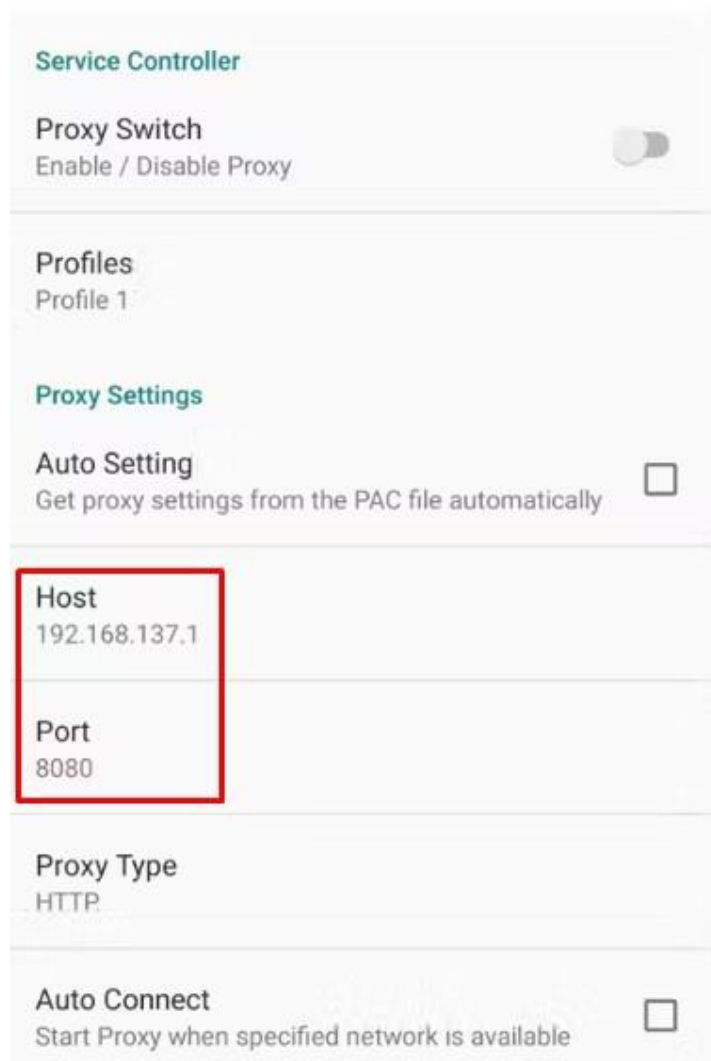 Service Controller
Proxy Switch
Enable / Disable Proxy
Profiles
Profile 1
Proxy Settings
Auto Setting
Get proxy settings from the PAC file automatically
Host
192.168.137.1
Port
8080
Proxy Type
HTTP
Auto Connect
Start Proxy when specified network is available